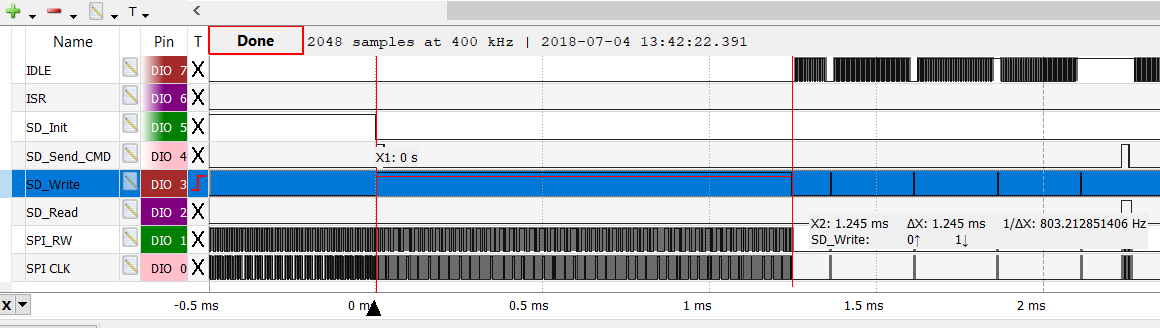 T
Name Pin T Done 2048 samples at 400 kHz | 2018-07-04 13:42:22.391
IDLE DIO 7 X
ISR DIO 6 X
SD_Init DIO 5 X
SD_Send_CMD DIO 4 X X1: 0 s
SD_Write DIO 3
SD_Read DIO 2 X
X2: 1.245 ms ΔX: 1.245 ms 1/ΔX: 803.212851406 Hz
SPI_RW DIO 1 X SD_Write: 0↑ 1↓
SPI CLK DIO 0 X
X -0.5 ms 0 ms 0.5 ms 1 ms 1.5 ms 2 ms